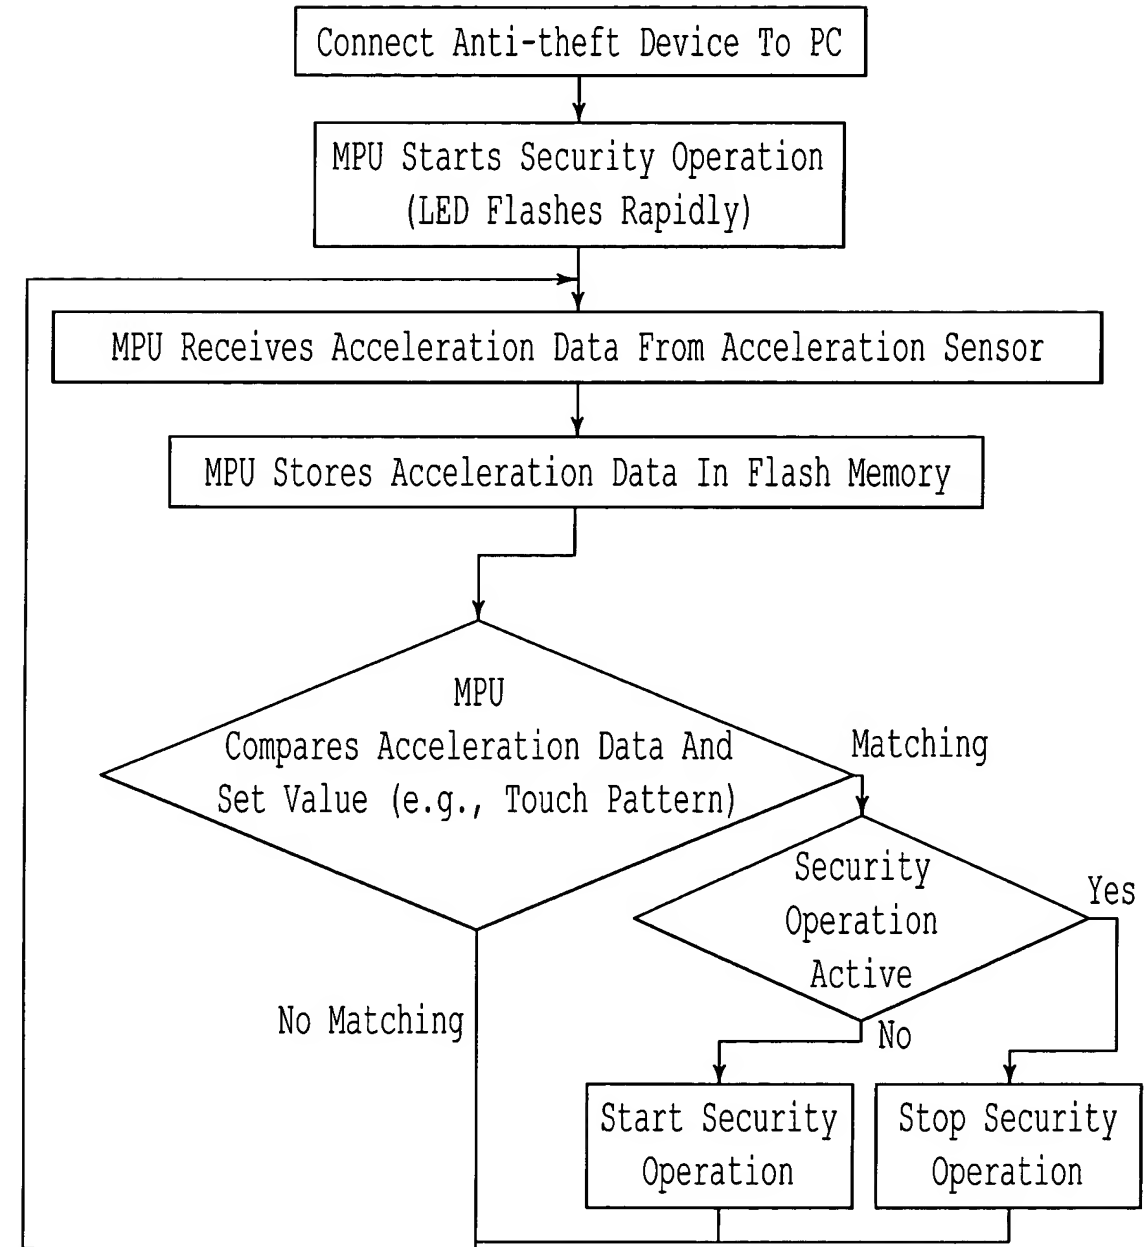 Connect Anti-theft Device To PC
MPU Starts Security Operation
(LED Flashes Rapidly)
MPU Receives Acceleration Data From Acceleration Sensor
MPU Stores Acceleration Data In Flash Memory
MPU
Compares Acceleration Data And
Set Value (e.g., Touch Pattern)
Matching
Security
Operation
Active
Yes
No Matching
No
Start Security
Operation
Stop Security
Operation